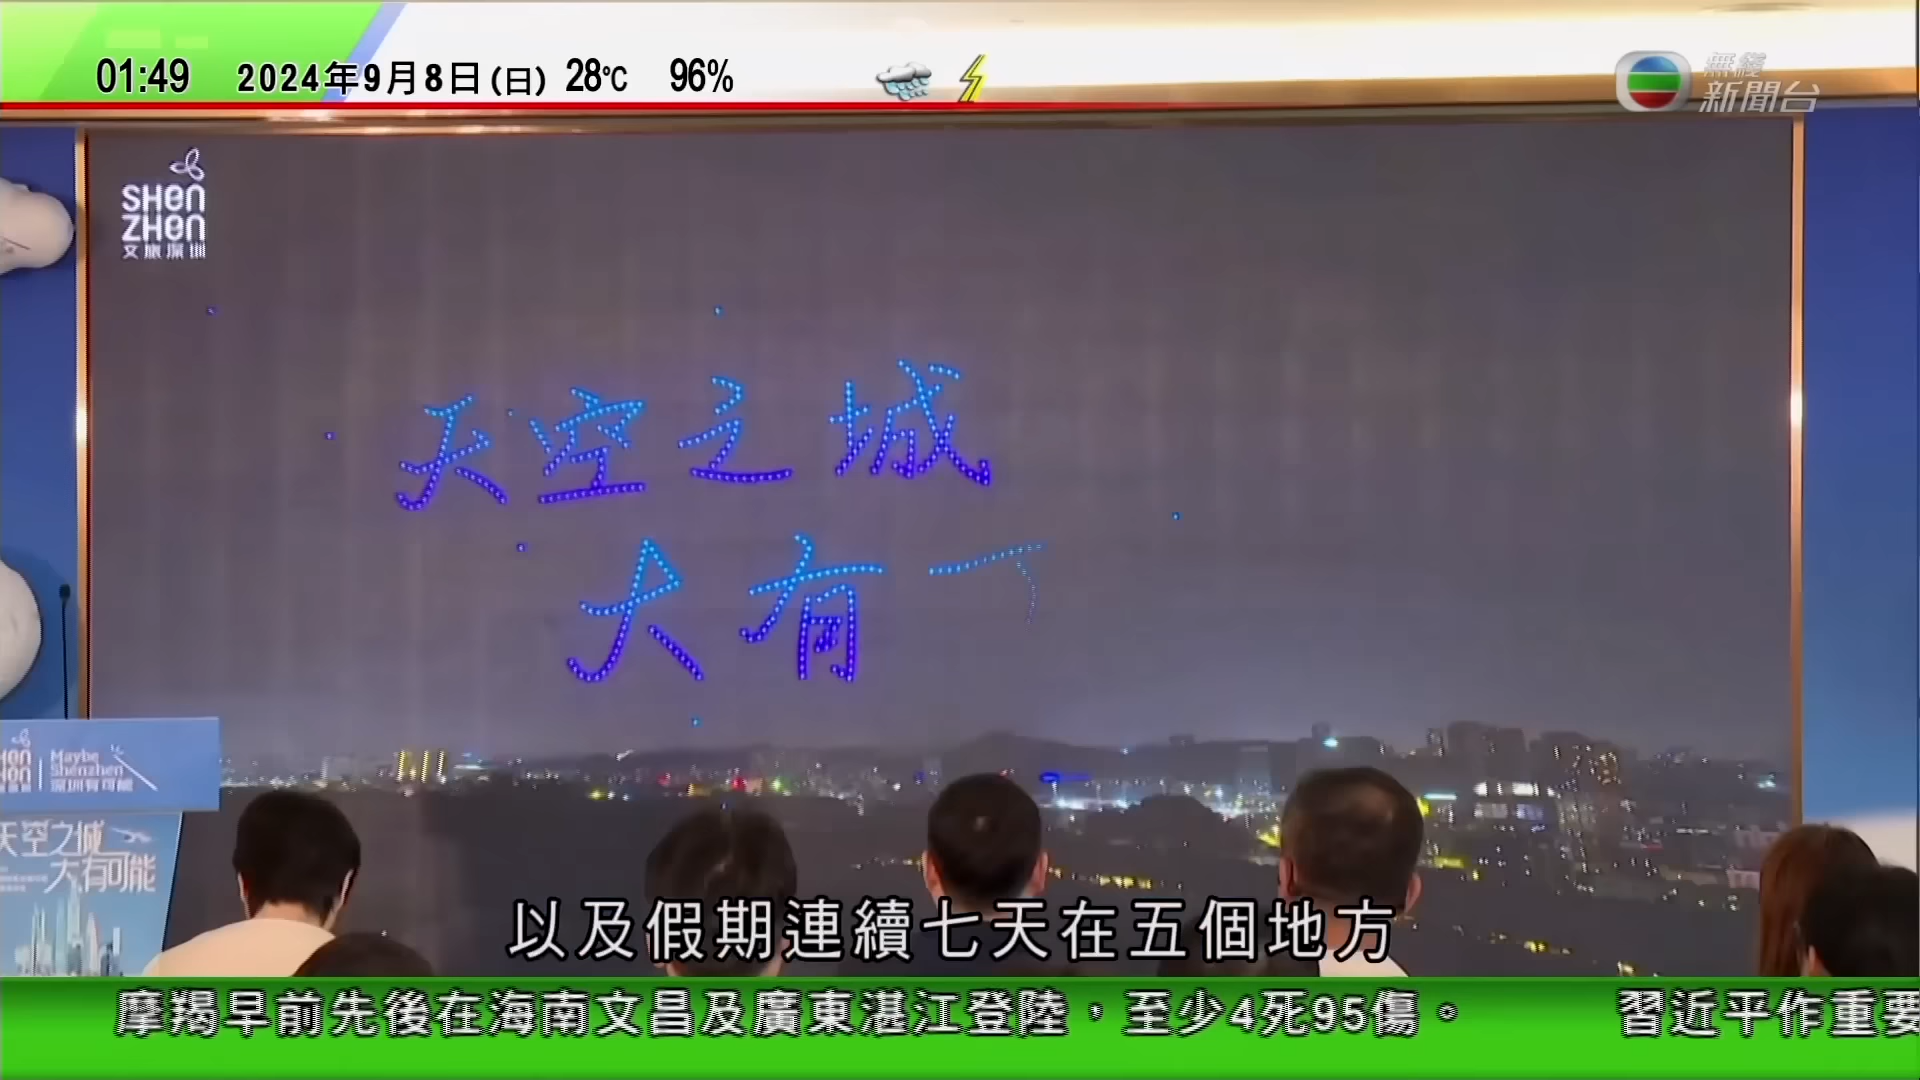 01:49 2024年9月8日(日) 28℃ 96%
無綫
新聞台
SHENZHEN
文旅深圳
天空之城
大有
Maybe
Shenzhen
深圳有可能
天空之城
大有可能
以及假期連續七天在五個地方
摩羯早前先後在海南文昌及廣東湛江登陸，至少4死95傷。 習近平作重要